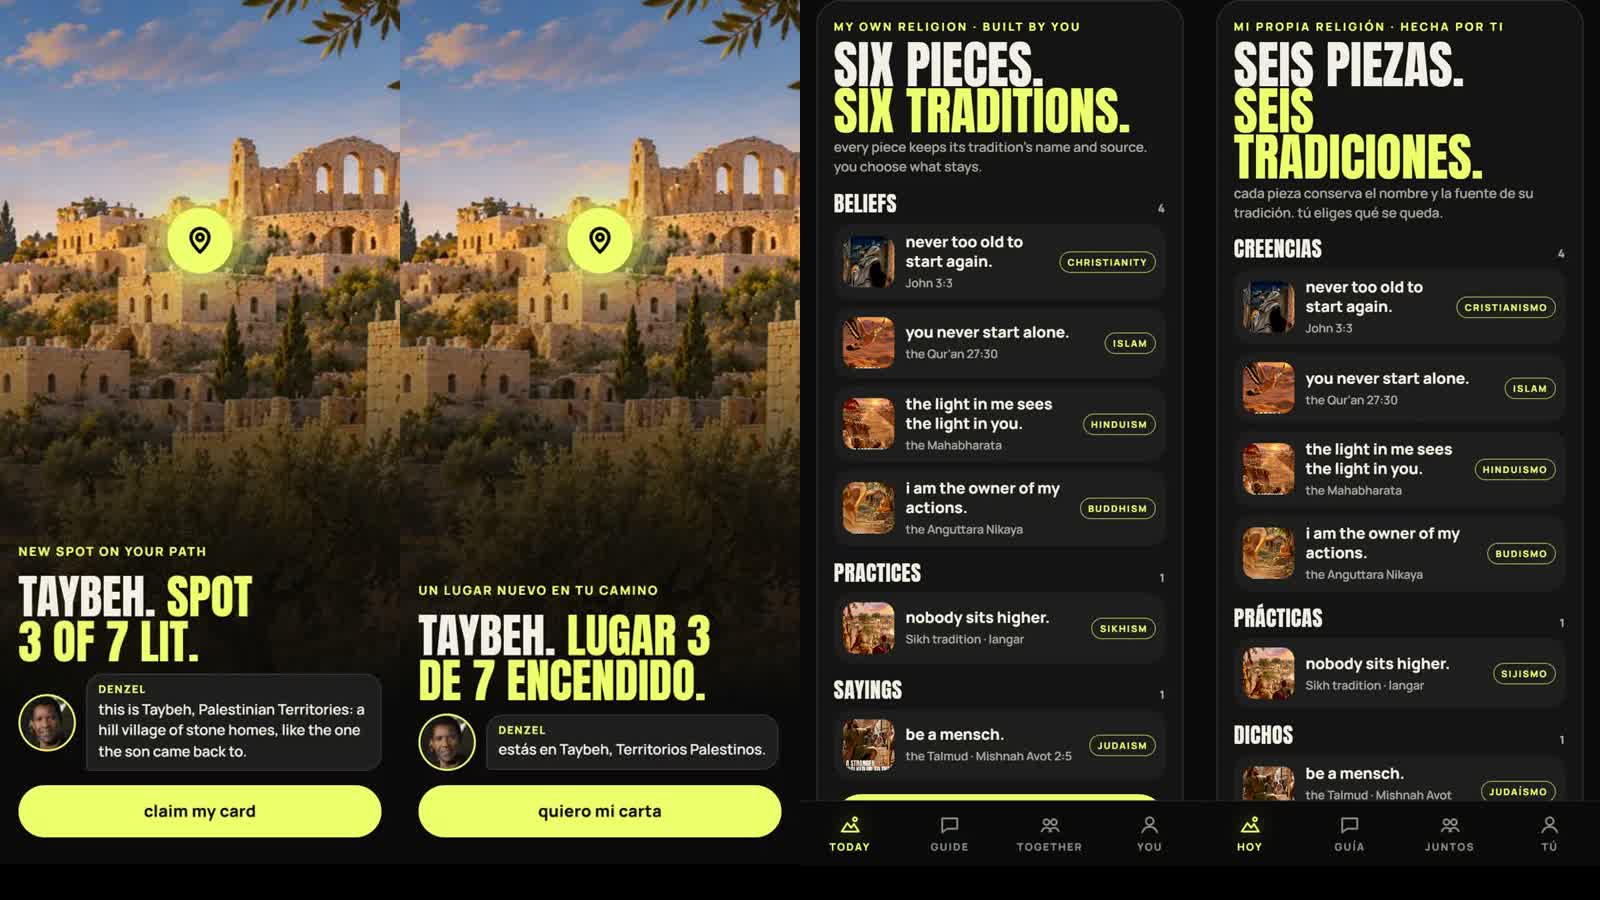 NEW SPOT ON YOUR PATH
TAYBEH. SPOT
3 OF 7 LIT.
DENZEL
this is Taybeh, Palestinian Territories: a
hill village of stone homes, like the one
the son came back to.
claim my card
UN LUGAR NUEVO EN TU CAMINO
TAYBEH. LUGAR 3
DE 7 ENCENDIDO.
DENZEL
estás en Taybeh, Territorios Palestinos.
quiero mi carta
MY OWN RELIGION · BUILT BY YOU
SIX PIECES.
SIX TRADITIONS.
every piece keeps its tradition's name and source.
you choose what stays.
BELIEFS
4
never too old to
start again.
John 3:3
CHRISTIANITY
you never start alone.
the Qur'an 27:30
ISLAM
the light in me sees
the light in you.
the Mahabharata
HINDUISM
i am the owner of my
actions.
the Anguttara Nikaya
BUDDHISM
PRACTICES
1
nobody sits higher.
Sikh tradition · langar
SIKHISM
SAYINGS
1
be a mensch.
the Talmud · Mishnah Avot 2:5
JUDAISM
TODAY
GUIDE
TOGETHER
YOU
MI PROPIA RELIGIÓN · HECHA POR TI
SEIS PIEZAS.
SEIS
TRADICIONES.
cada pieza conserva el nombre y la fuente de su
tradición. tú eliges qué se queda.
CREENCIAS
4
never too old to
start again.
John 3:3
CRISTIANISMO
you never start alone.
the Qur'an 27:30
ISLAM
the light in me sees
the light in you.
the Mahabharata
HINDUISMO
i am the owner of my
actions.
the Anguttara Nikaya
BUDISMO
PRÁCTICAS
1
nobody sits higher.
Sikh tradition · langar
SIJISMO
DICHOS
1
be a mensch.
the Talmud · Mishnah Avot
JUDAÍSMO
HOY
GUÍA
JUNTOS
TÚ